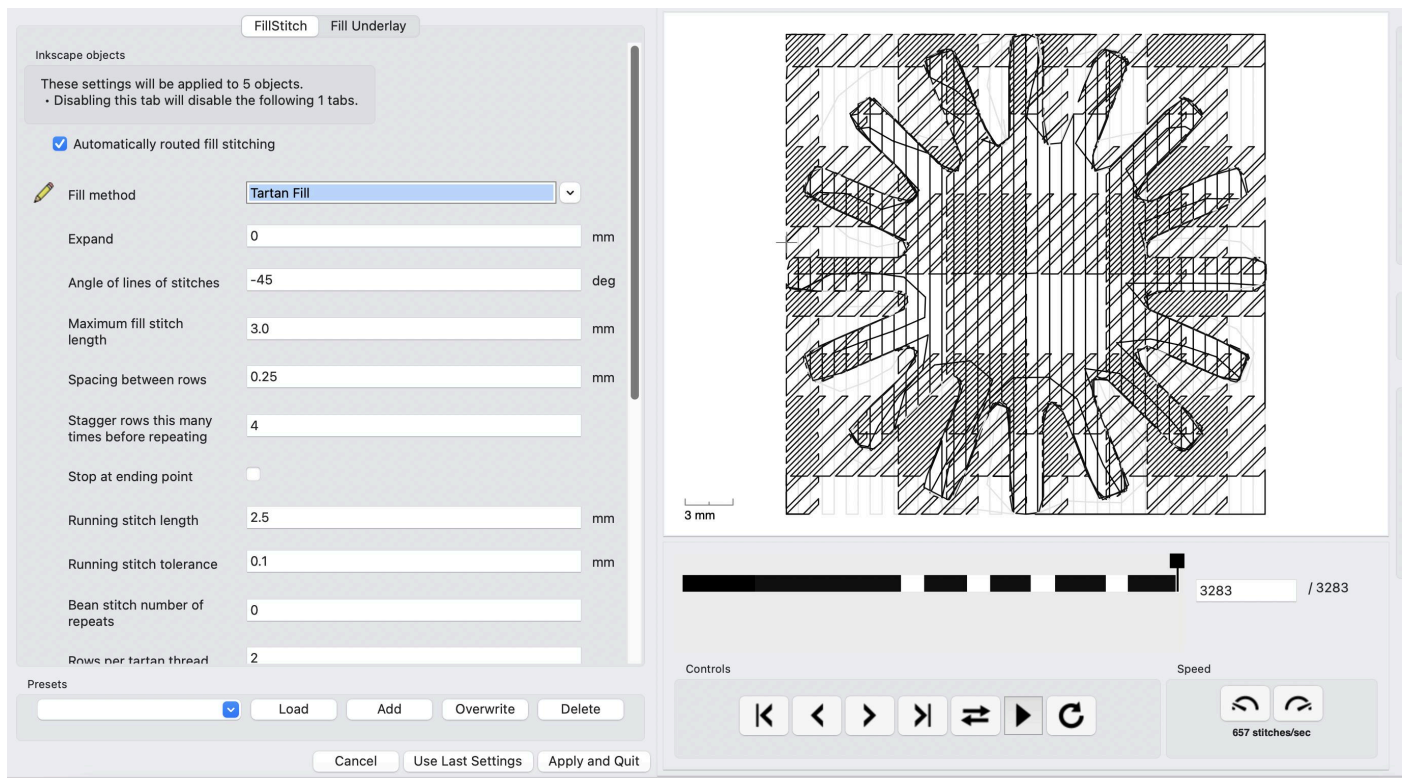 FillStitch
Fill Underlay
Inkscape objects
These settings will be applied to 5 objects.
• Disabling this tab will disable the following 1 tabs.
Automatically routed fill stitching
Fill method
Tartan Fill
Expand
0
mm
Angle of lines of stitches
-45
deg
Maximum fill stitch
length
3.0
mm
Spacing between rows
0.25
mm
Stagger rows this many
times before repeating
4
Stop at ending point
Running stitch length
2.5
mm
Running stitch tolerance
0.1
mm
Bean stitch number of
repeats
0
Rows per tartan thread
2
Presets
Load
Add
Overwrite
Delete
Cancel
Use Last Settings
Apply and Quit
3 mm
3283
/ 3283
Controls
Speed
657 stitches/sec